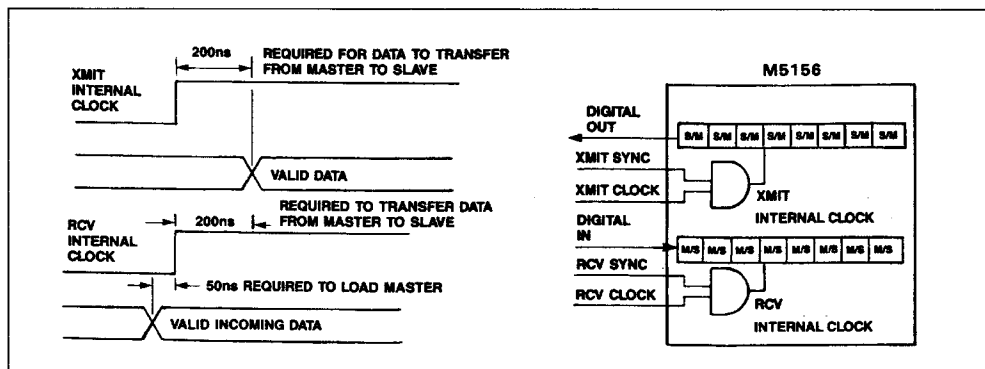 200ns
REQUIRED FOR DATA TO TRANSFER
FROM MASTER TO SLAVE
XMIT
INTERNAL
CLOCK
VALID DATA
REQUIRED TO TRANSFER DATA
FROM MASTER TO SLAVE
200ns
RCV
INTERNAL
CLOCK
50ns REQUIRED TO LOAD MASTER
VALID INCOMING DATA
M5156
DIGITAL
OUT
S/M S/M S/M S/M S/M S/M S/M S/M
XMIT SYNC
XMIT CLOCK
XMIT
INTERNAL CLOCK
DIGITAL
IN
M/S M/S M/S M/S M/S M/S M/S M/S
RCV SYNC
RCV CLOCK
RCV
INTERNAL CLOCK